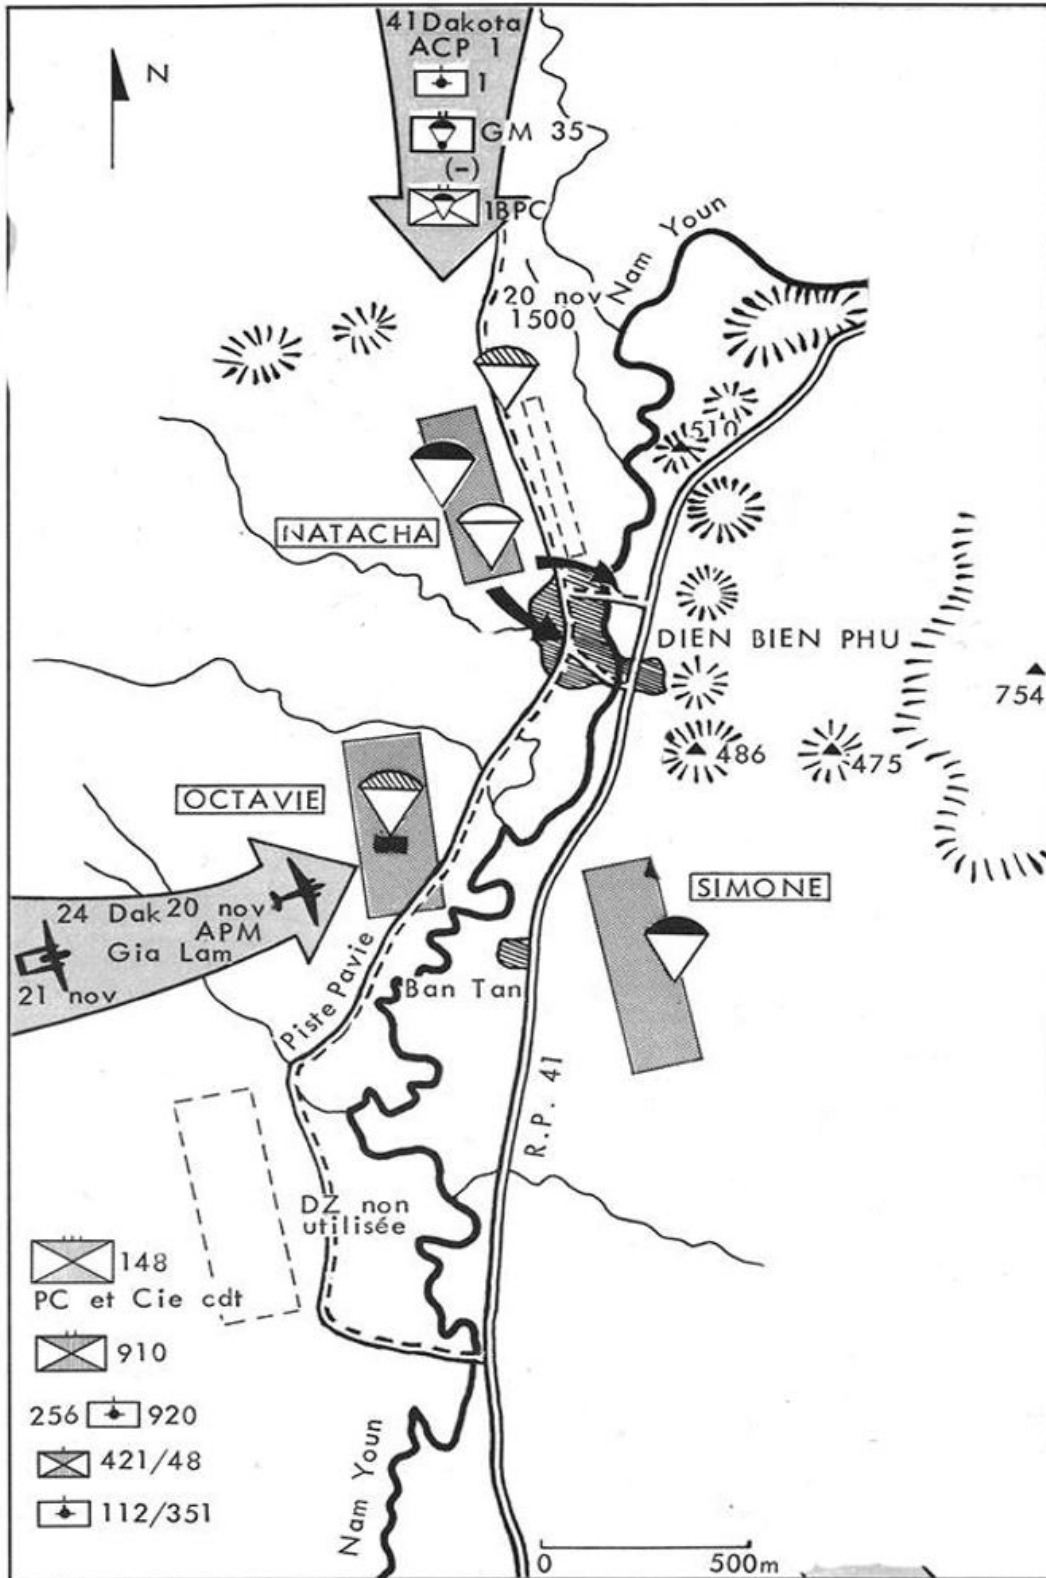 41 Dakota
ACP 1
1
GM 35
(-)
1BPC
N
Nam Youn
20 nov
1500
510
NATACHA
DIEN BIEN PHU
754
486
475
OCTAVIE
SIMONE
24 Dak 20 nov
APM
Gia Lam
21 nov
Piste Pavie
Ban Tan
R.P. 41
DZ non
utilisée
148
PC et Cie cdt
910
256 920
421/48
112/351
Nam Youn
0 500m